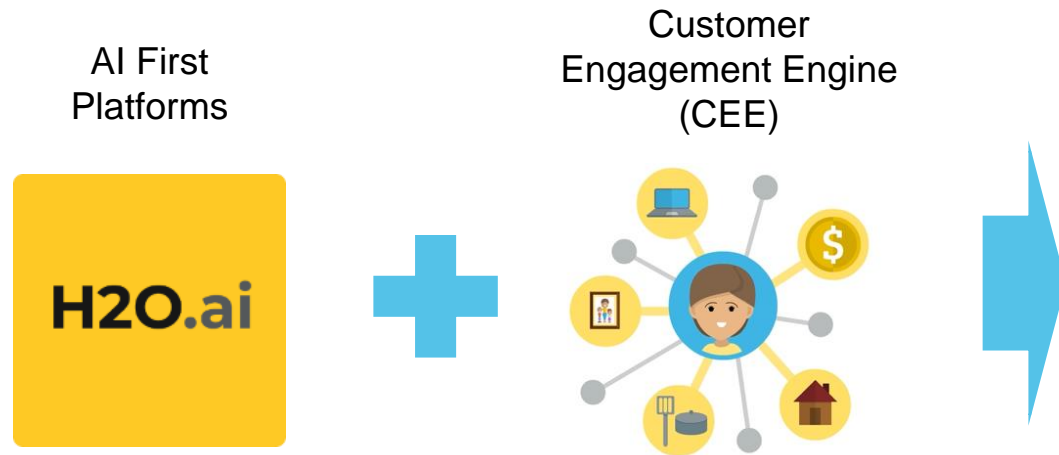 AI First
Platforms
Customer
Engagement Engine
(CEE)
H2O.ai
$